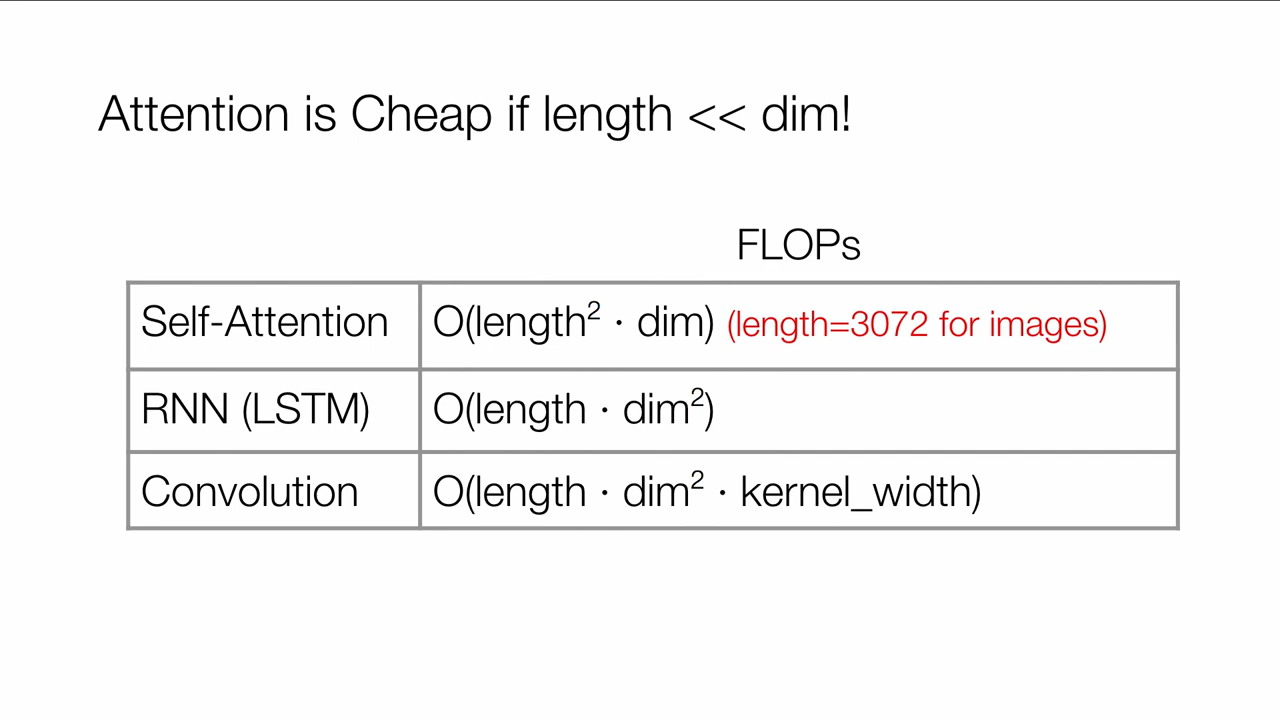 Attention is Cheap if length << dim!
FLOPs
Self-Attention O(length² · dim) (length=3072 for images)
RNN (LSTM) O(length · dim²)
Convolution O(length · dim² · kernel_width)